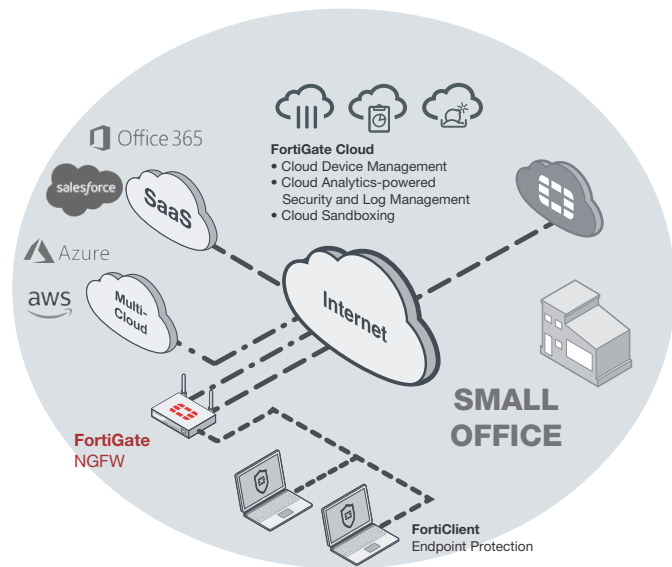 Office 365
salesforce
SaaS
Azure
aws
Multi-
Cloud
FortiGate Cloud
• Cloud Device Management
• Cloud Analytics-powered
Security and Log Management
• Cloud Sandboxing
Internet
FortiGate
NGFW
SMALL
OFFICE
FortiClient
Endpoint Protection